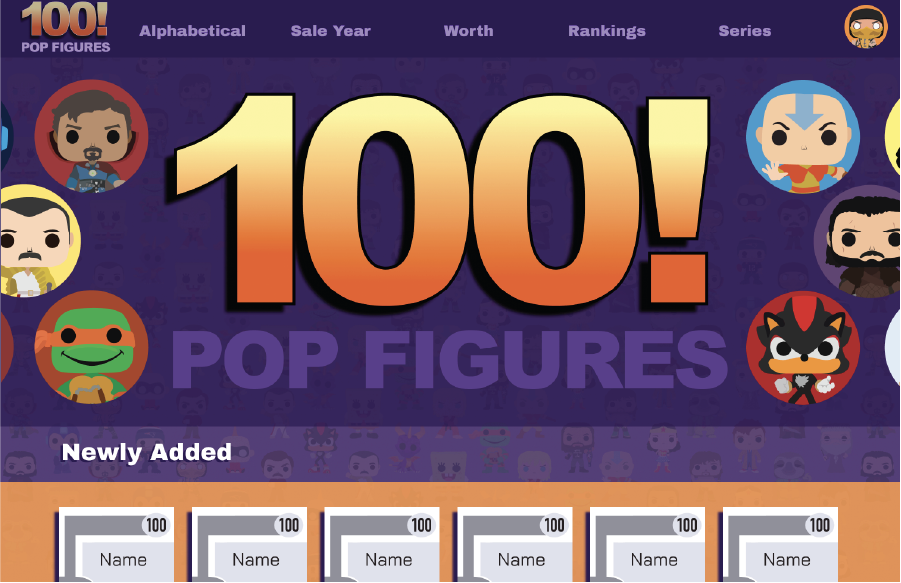 100!
POP FIGURES
Alphabetical Sale Year Worth Rankings Series
100!
POP FIGURES
Newly Added
100 100 100 100 100 100
Name Name Name Name Name Name